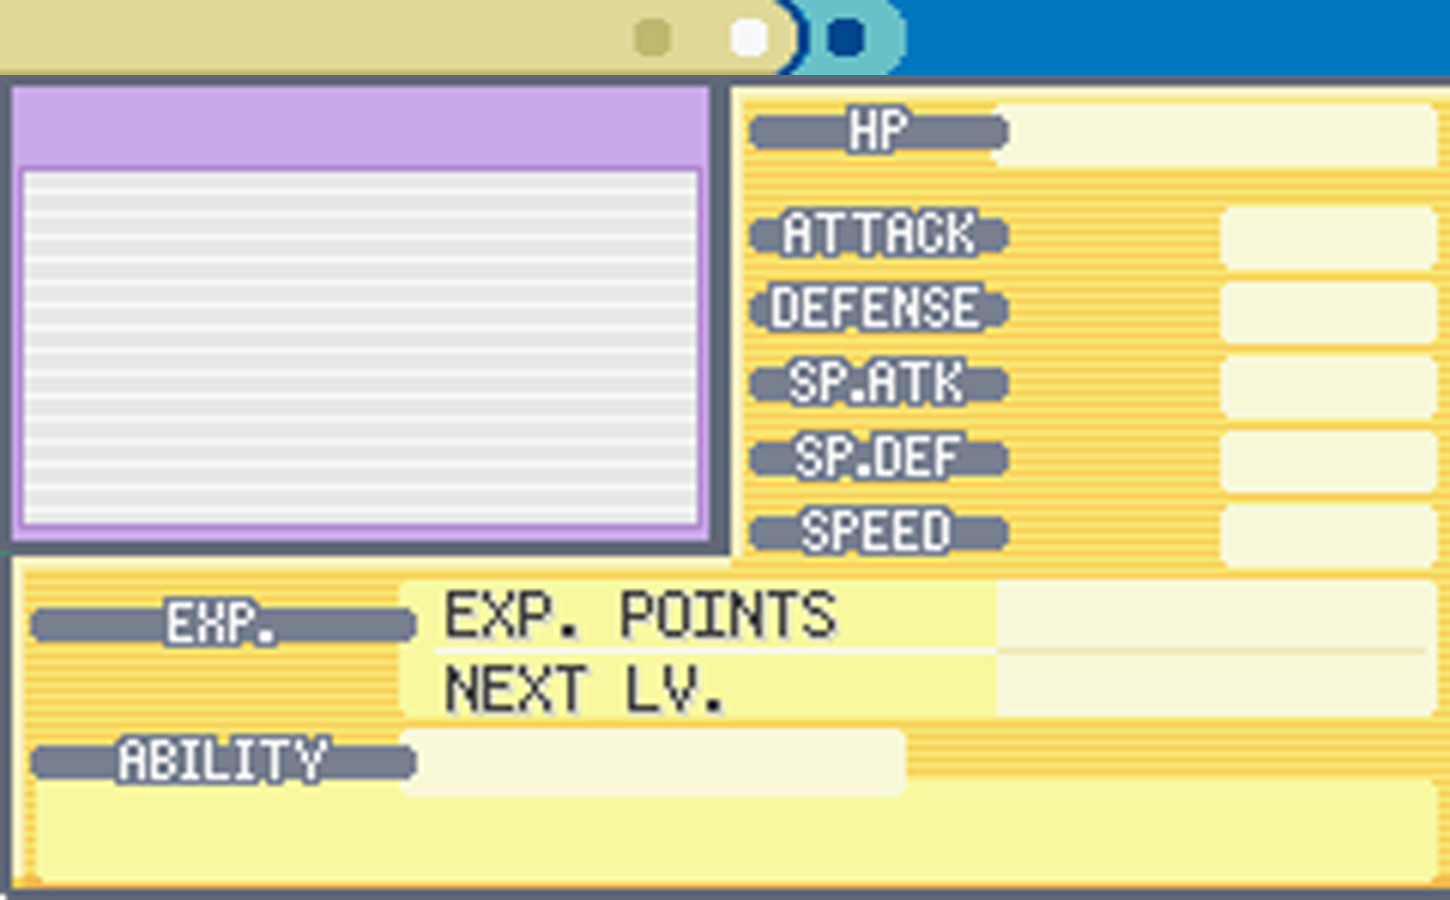 HP
ATTACK
DEFENSE
SP.ATK
SP.DEF
SPEED
EXP.
EXP. POINTS
NEXT LV.
ABILITY